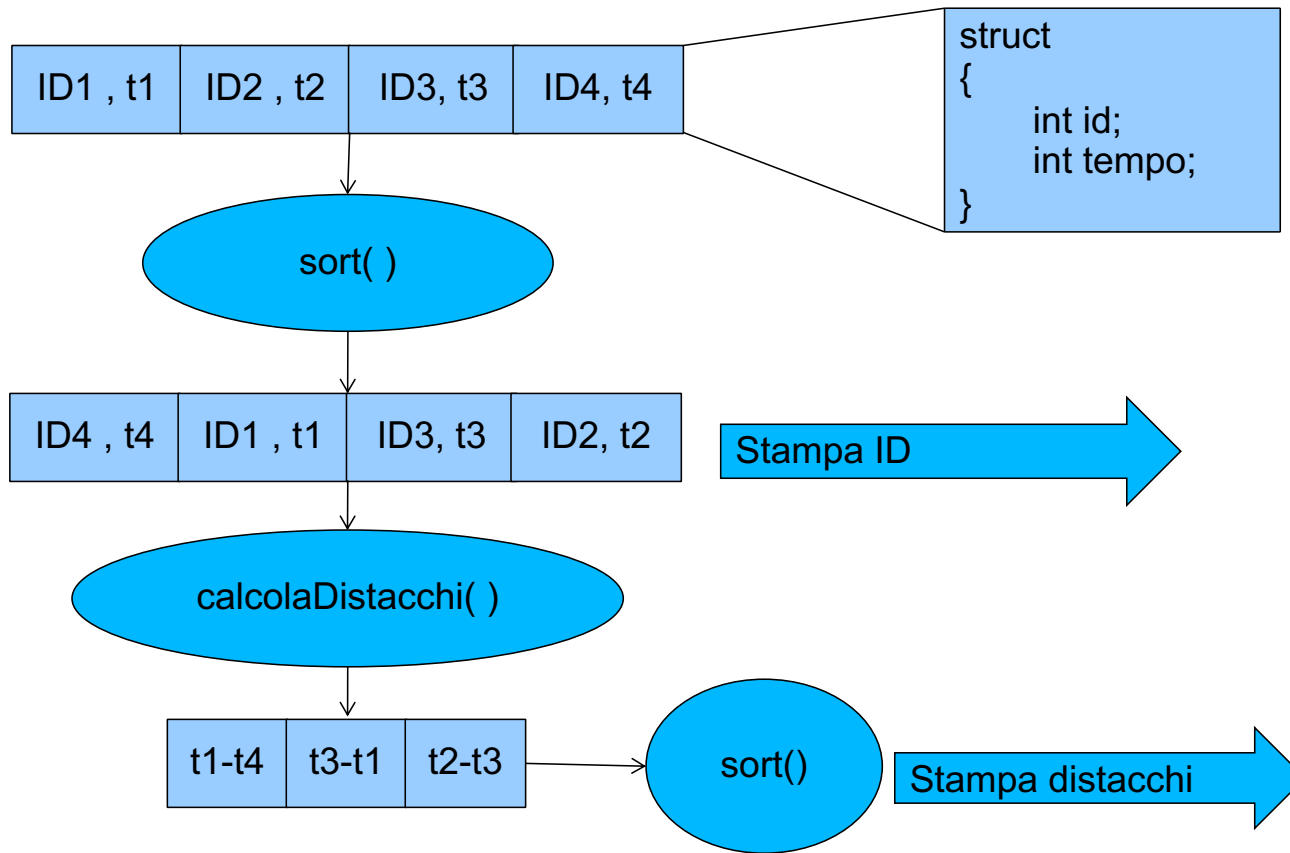 ID1 , t1 ID2 , t2 ID3, t3 ID4, t4
struct
{
int id;
int tempo;
}
sort( )
ID4 , t4 ID1 , t1 ID3, t3 ID2, t2
Stampa ID
calcolaDistacchi( )
t1-t4 t3-t1 t2-t3
sort()
Stampa distacchi